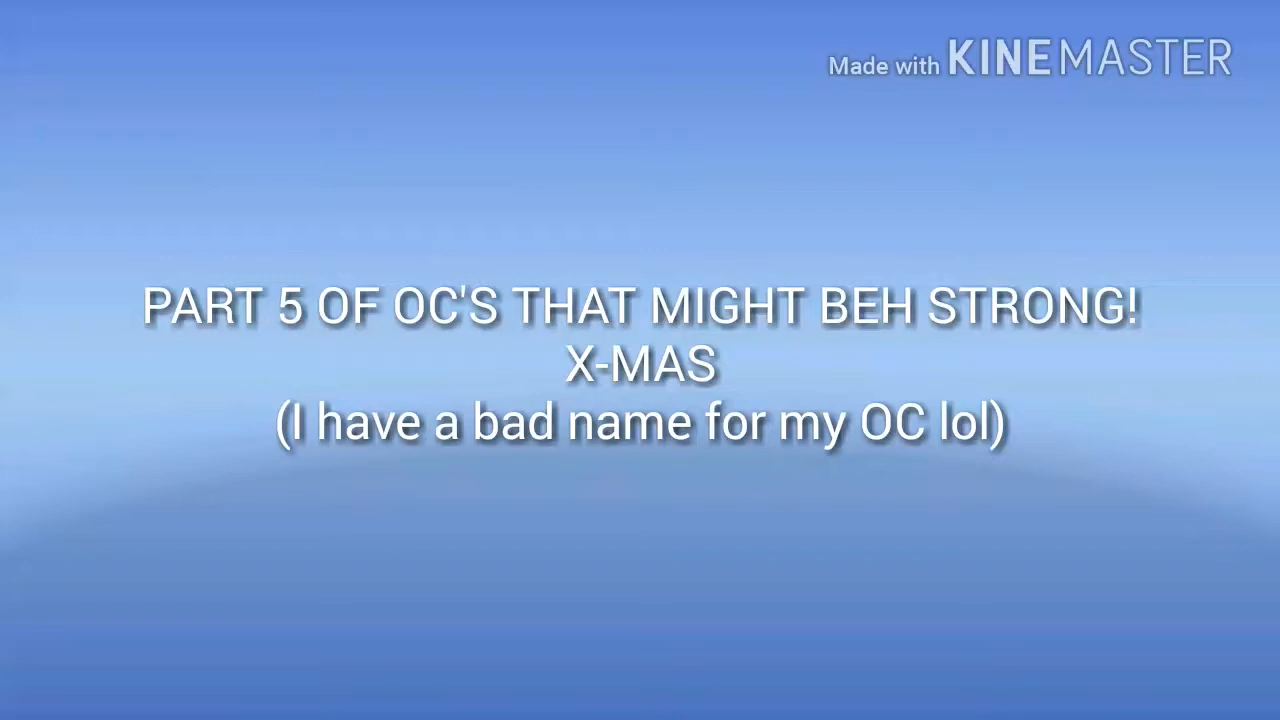 Made with KINEMASTER
PART 5 OF OC'S THAT MIGHT BEH STRONG!
X-MAS
(I have a bad name for my OC lol)